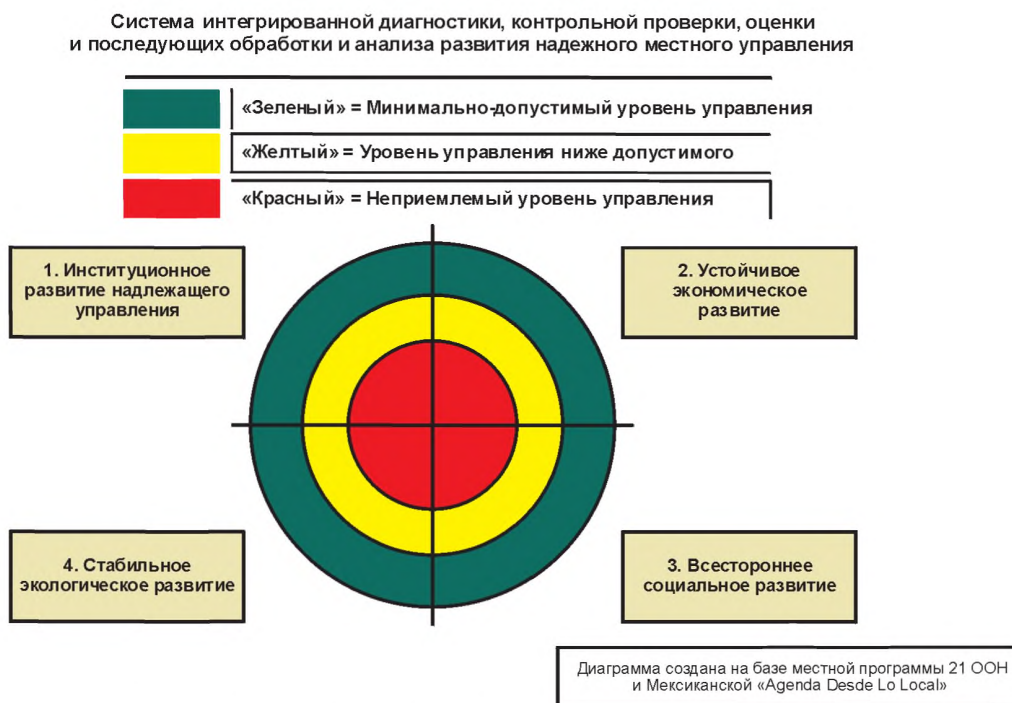 Система интегрированной диагностики, контрольной проверки, оценки
и последующих обработки и анализа развития надежного местного управления
«Зеленый» = Минимально-допустимый уровень управления
«Желтый» = Уровень управления ниже допустимого
«Красный» = Неприемлемый уровень управления
1. Институционное
развитие надлежащего
управления
2. Устойчивое
экономическое
развитие
4. Стабильное
экологическое развитие
3. Всестороннее
социальное развитие
Диаграмма создана на базе местной программы 21 ООН
и Мексиканской «Agenda Desde Lo Local»